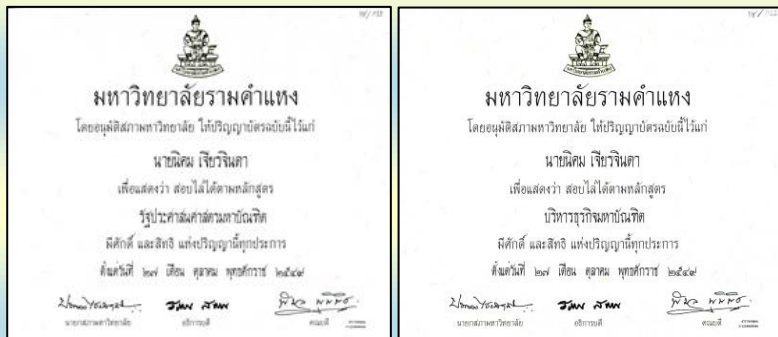 มหาวิทยาลัยรามคำแหง
โดยอนุมัติสภามหาวิทยาลัย ให้ปริญญาบัตรฉบับนี้ไว้แก่
นายนิคม เจียรจินดา
เพื่อแสดงว่า สอบไล่ได้ตามหลักสูตร
รัฐประศาสนศาสตรมหาบัณฑิต
มีศักดิ์ และสิทธิ แห่งปริญญานี้ทุกประการ
ตั้งแต่วันที่ ๒๗ เดือน ตุลาคม พุทธศักราช ๒๕๔๙
นายกสภามหาวิทยาลัย อธิการบดี คณบดี
มหาวิทยาลัยรามคำแหง
โดยอนุมัติสภามหาวิทยาลัย ให้ปริญญาบัตรฉบับนี้ไว้แก่
นายนิคม เจียรจินดา
เพื่อแสดงว่า สอบไล่ได้ตามหลักสูตร
บริหารธุรกิจมหาบัณฑิต
มีศักดิ์ และสิทธิ แห่งปริญญานี้ทุกประการ
ตั้งแต่วันที่ ๒๗ เดือน ตุลาคม พุทธศักราช ๒๕๔๙
นายกสภามหาวิทยาลัย อธิการบดี คณบดี